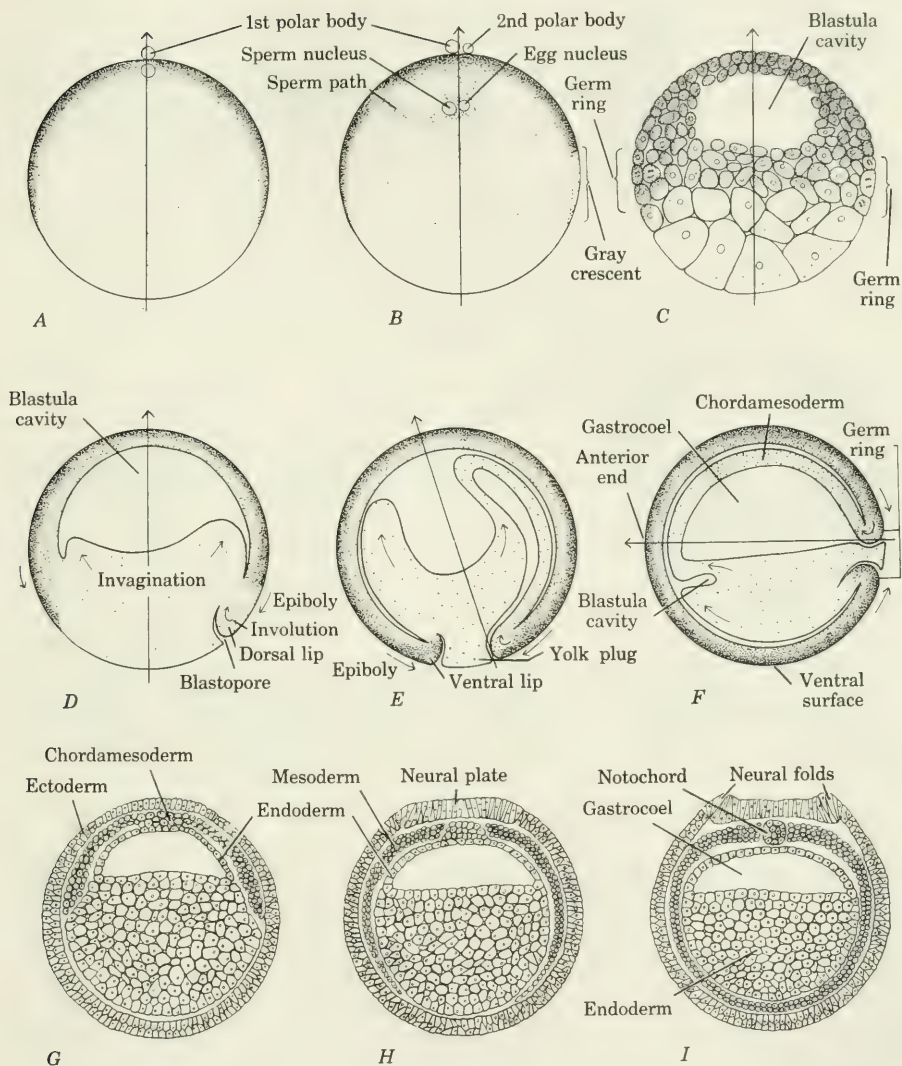 1st polar body
2nd polar body
Sperm nucleus
Egg nucleus
Sperm path
Germ
ring
Blastula
cavity
Gray
crescent
Germ
ring
A
B
C
Blastula
cavity
Invagination
Epiboly
Involution
Dorsal lip
Blastopore
D
Epiboly
Ventral lip
Yolk plug
E
Chordamesoderm
Gastrocoel
Anterior
end
Germ
ring
Blastula
cavity
Ventral
surface
F
Chordamesoderm
Ectoderm
Mesoderm
Endoderm
Neural plate
Notochord
Gastrocoel
Neural folds
Endoderm
G
H
I